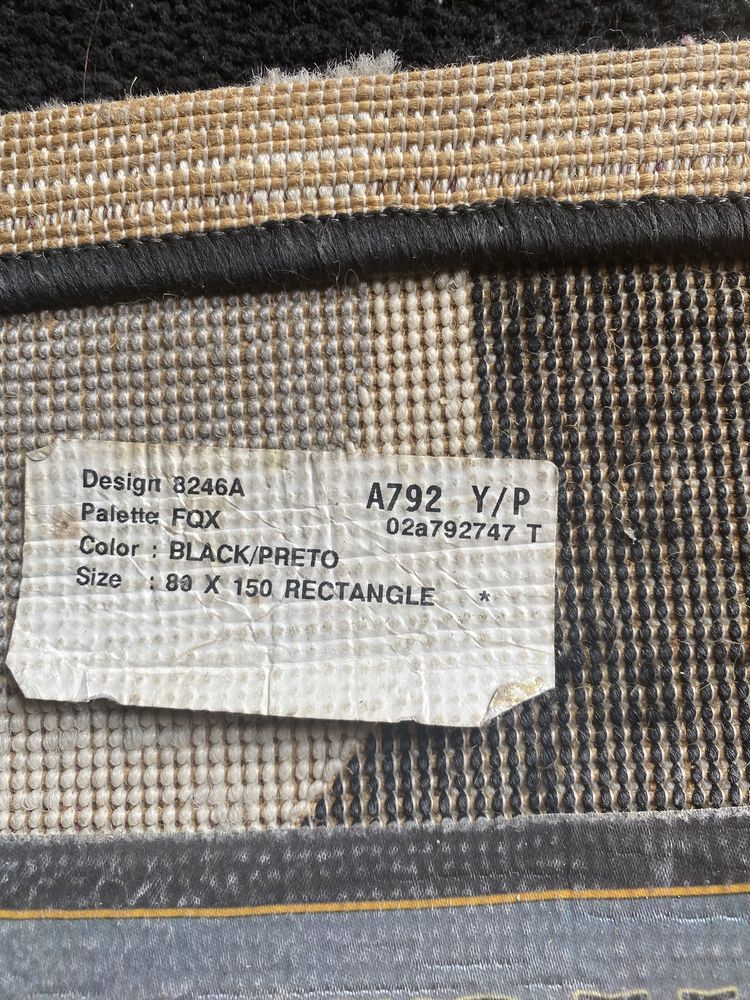 Design 8246A
A792 Y/P
Palette FQX
02a792747 T
Color : BLACK/PRETO
Size : 80 X 150 RECTANGLE *